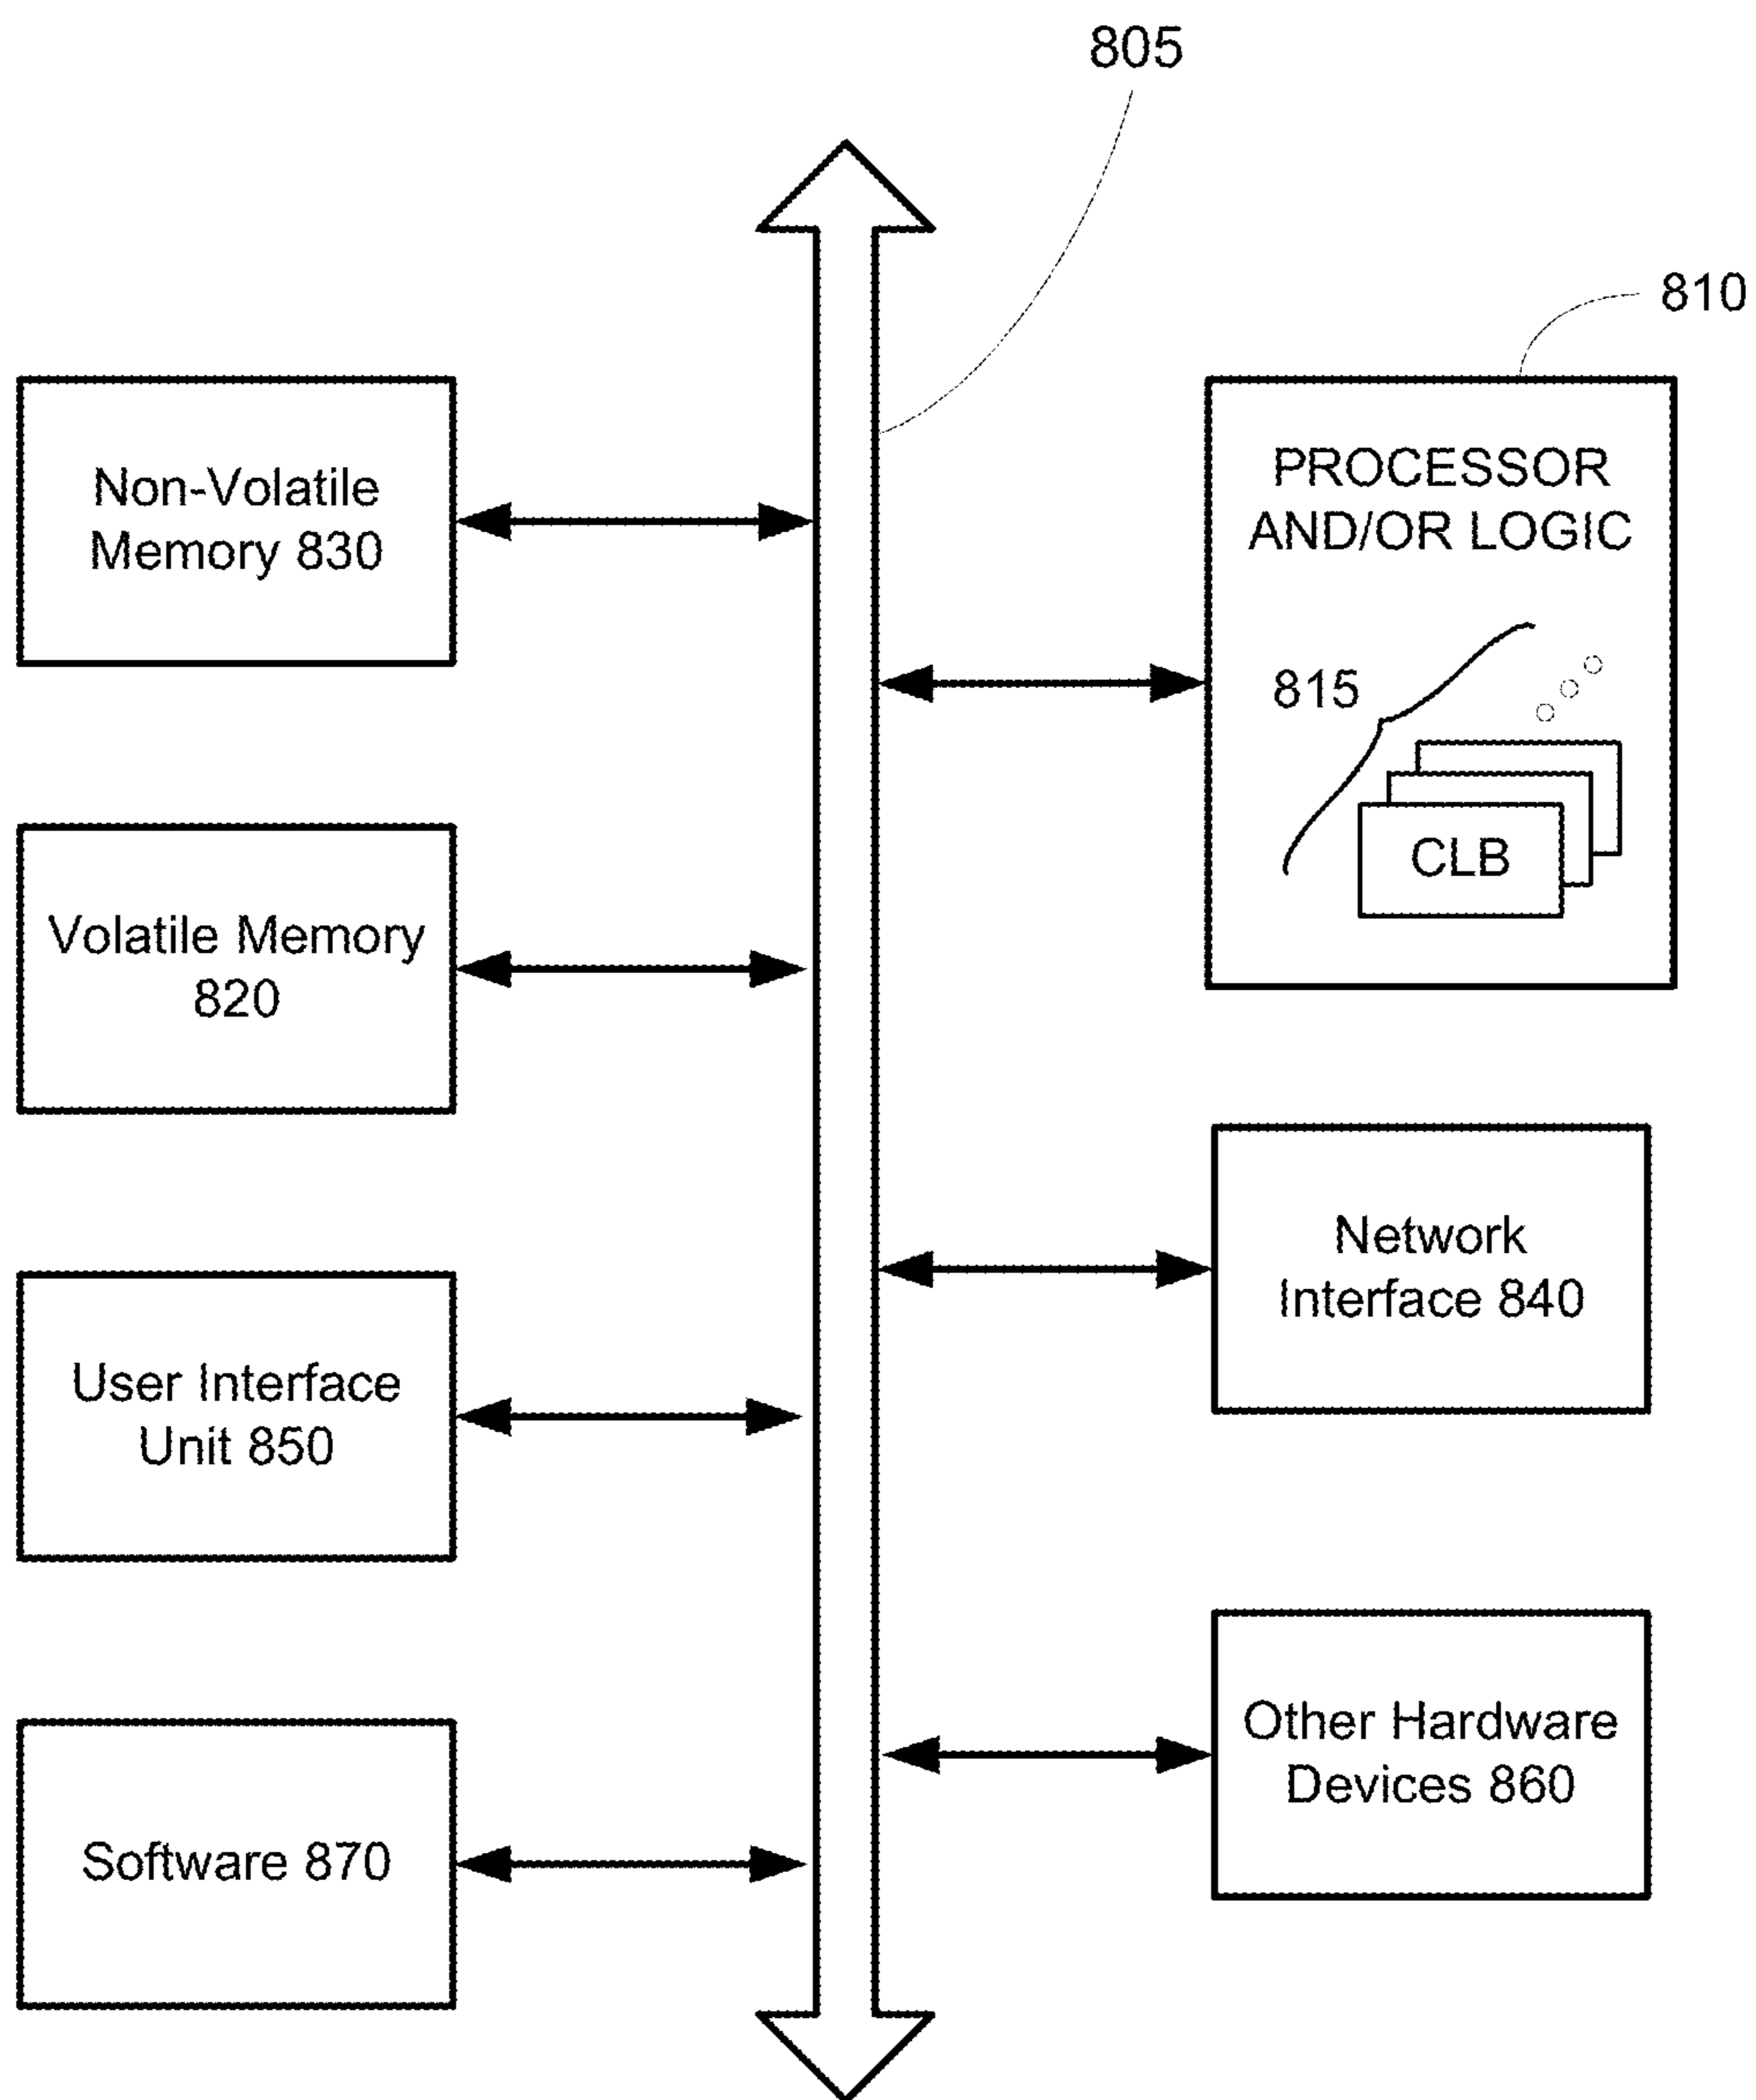 805
810
Non-Volatile
Memory 830
PROCESSOR
AND/OR LOGIC
815
CLB
Volatile Memory
820
Network
Interface 840
User Interface
Unit 850
Other Hardware
Devices 860
Software 870